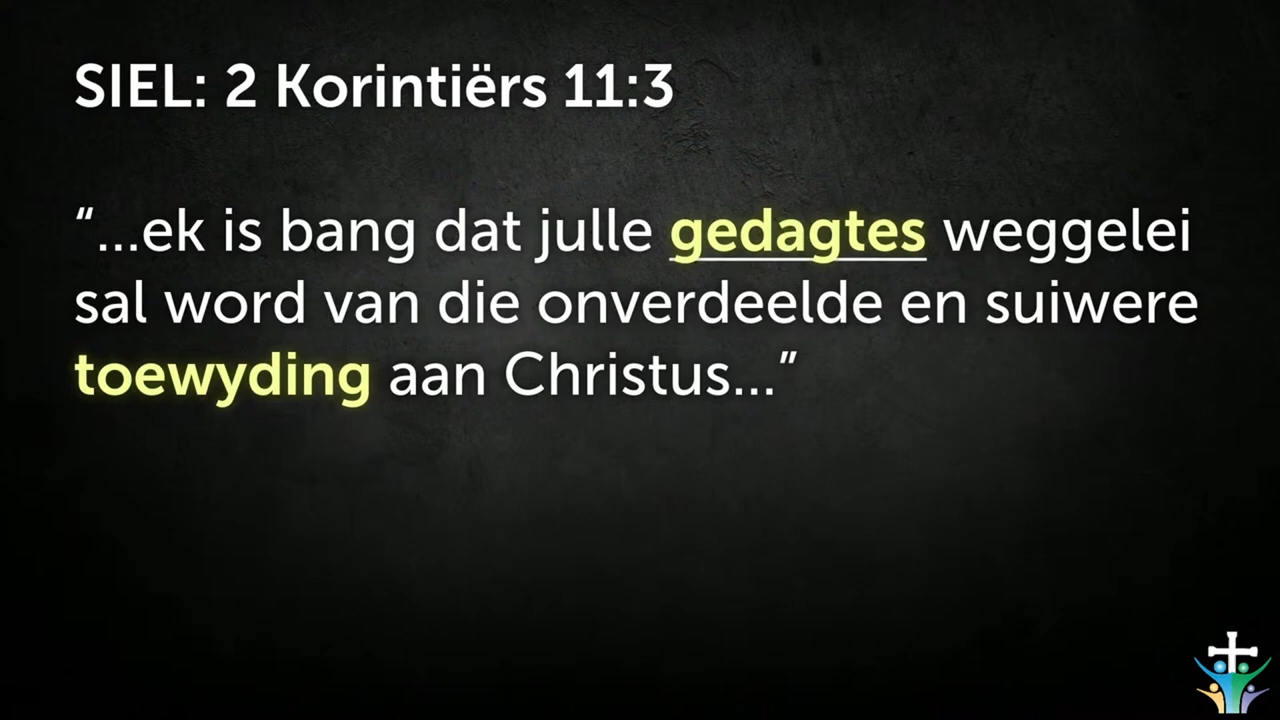 SIEL: 2 Korintiërs 11:3
“...ek is bang dat julle gedagtes weggelei
sal word van die onverdeelde en suiwere
toewyding aan Christus...”